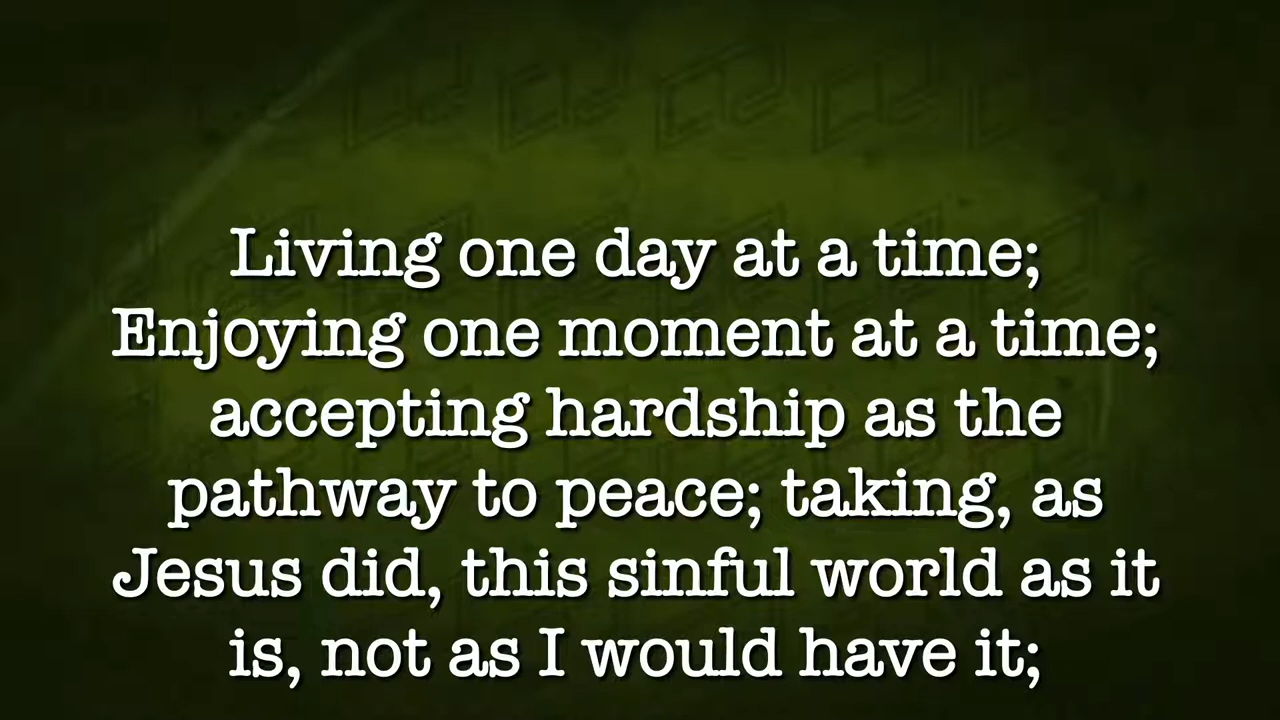 Living one day at a time;
Enjoying one moment at a time;
accepting hardship as the
pathway to peace; taking, as
Jesus did, this sinful world as it
is, not as I would have it;